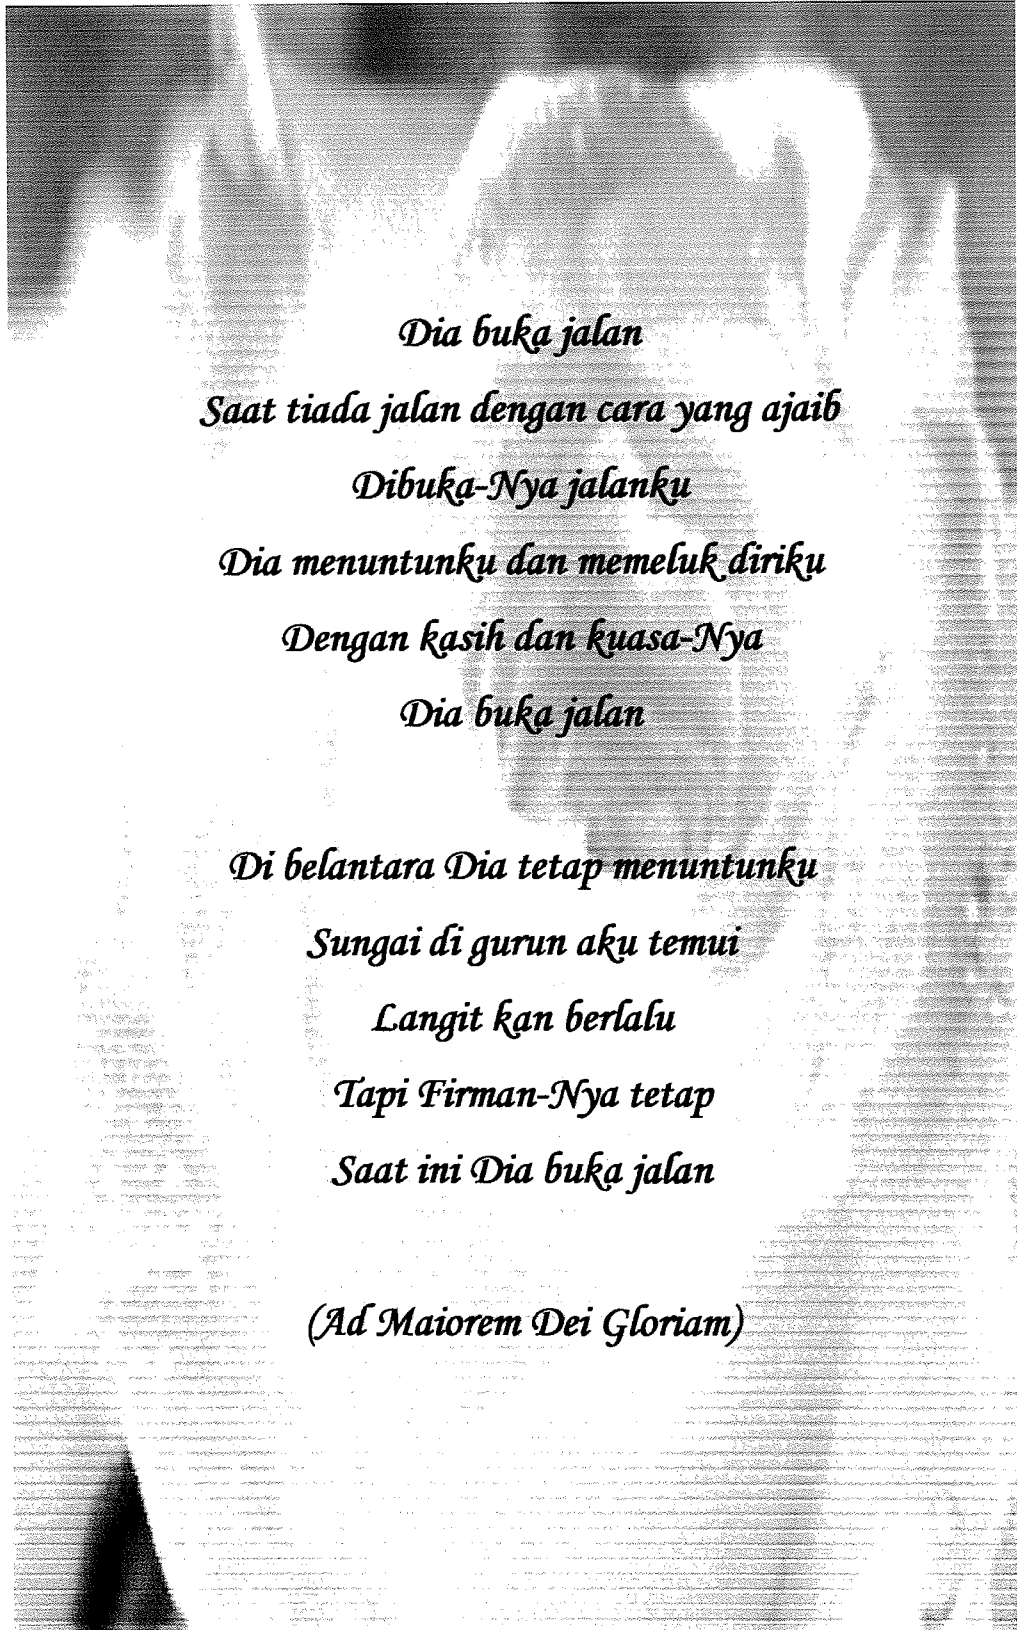 Dia buka jalan
Saat tiada jalan dengan cara yang ajaib
Dibuka-Nya jalanku
Dia menuntunku dan memeluk diriku
Dengan kasih dan kuasa-Nya
Dia buka jalan
Di belantara Dia tetap menuntunku
Sungai di gurun aku temui
Langit kan berlalu
Tapi Firman-Nya tetap
Saat ini Dia buka jalan
(Ad Maiorem Dei Gloriam)